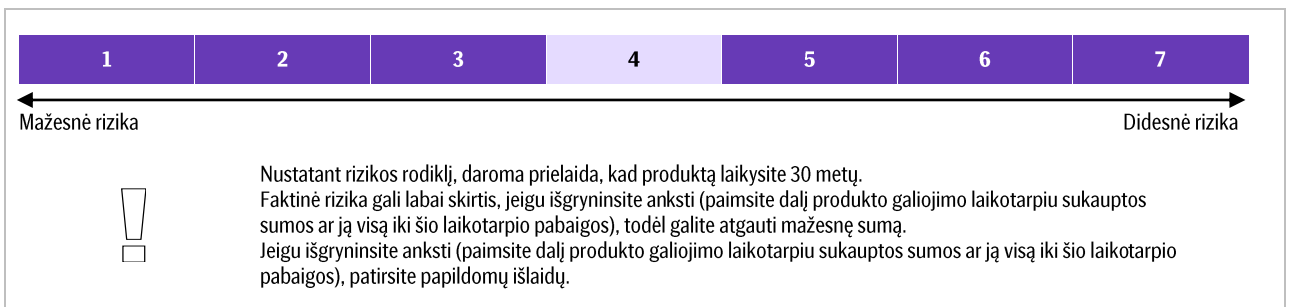 1 2 3 4 5 6 7
Mažesnė rizika Didesnė rizika
Nustatant rizikos rodiklį, daroma prielaida, kad produktą laikysite 30 metų.
Faktinė rizika gali labai skirtis, jeigu išgryninsite anksti (paimsite dalį produkto galiojimo laikotarpiu sukauptos
sumos ar ją visą iki šio laikotarpio pabaigos), todėl galite atgauti mažesnę sumą.
Jeigu išgryninsite anksti (paimsite dalį produkto galiojimo laikotarpiu sukauptos sumos ar ją visą iki šio laikotarpio
pabaigos), patirsite papildomų išlaidų.